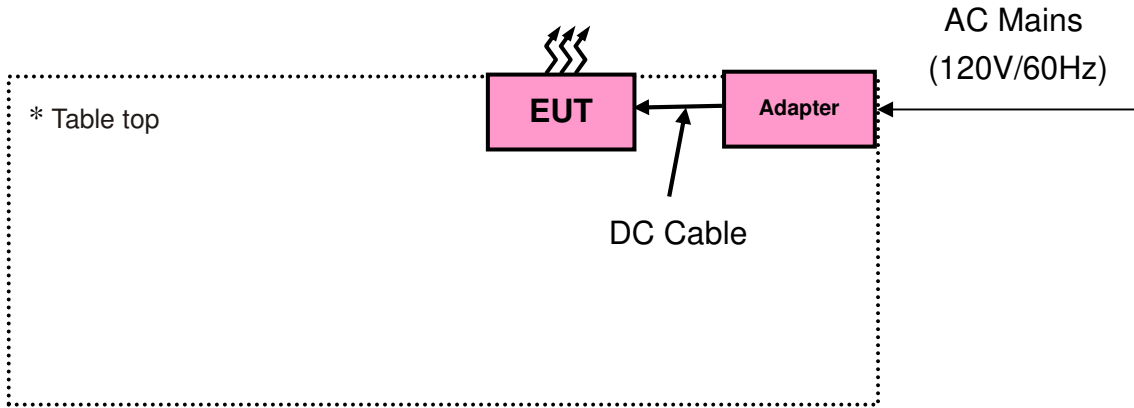 AC Mains
(120V/60Hz)
* Table top
EUT
Adapter
DC Cable